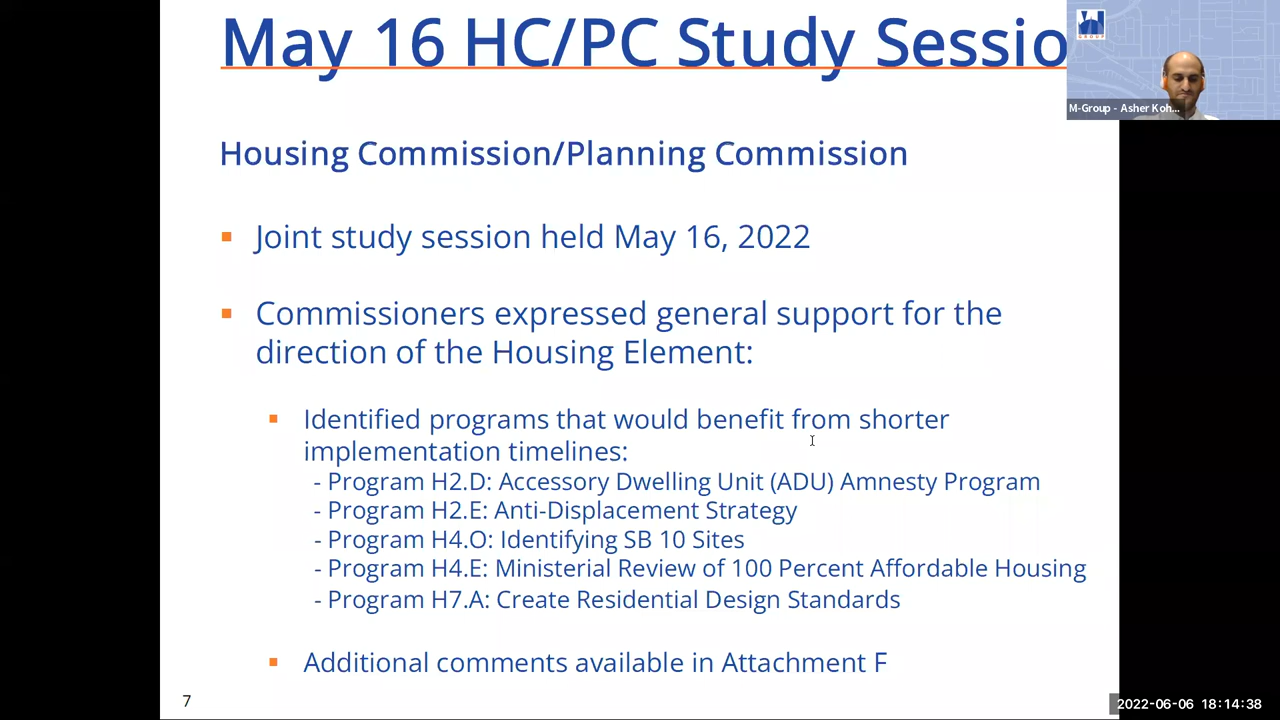 May 16 HC/PC Study Sessio
GROUP
M-Group - Asher Koh...
Housing Commission/Planning Commission
Joint study session held May 16, 2022
Commissioners expressed general support for the
direction of the Housing Element:
Identified programs that would benefit from shorter
implementation timelines:
- Program H2.D: Accessory Dwelling Unit (ADU) Amnesty Program
- Program H2.E: Anti-Displacement Strategy
- Program H4.O: Identifying SB 10 Sites
- Program H4.E: Ministerial Review of 100 Percent Affordable Housing
- Program H7.A: Create Residential Design Standards
Additional comments available in Attachment F
7
2022-06-06 18:14:38